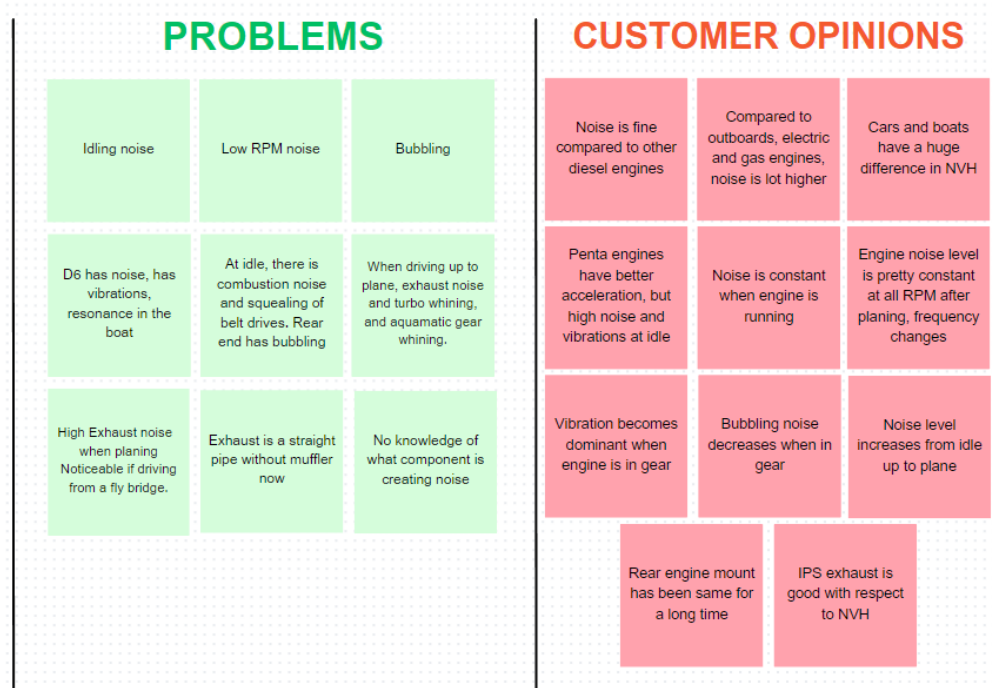 PROBLEMS
Idling noise
Low RPM noise
Bubbling
D6 has noise, has
vibrations,
resonance in the
boat
At idle, there is
combustion noise
and squealing of
belt drives. Rear
end has bubbling
When driving up to
plane, exhaust noise
and turbo whining,
and aquamatic gear
whining.
High Exhaust noise
when planing
Noticeable if driving
from a fly bridge.
Exhaust is a straight
pipe without muffler
now
No knowledge of
what component is
creating noise
CUSTOMER OPINIONS
Noise is fine
compared to other
diesel engines
Compared to
outboards, electric
and gas engines,
noise is lot higher
Cars and boats
have a huge
difference in NVH
Penta engines
have better
acceleration, but
high noise and
vibrations at idle
Noise is constant
when engine is
running
Engine noise level
is pretty constant
at all RPM after
planing, frequency
changes
Vibration becomes
dominant when
engine is in gear
Bubbling noise
decreases when in
gear
Noise level
increases from idle
up to plane
Rear engine mount
has been same for
a long time
IPS exhaust is
good with respect
to NVH